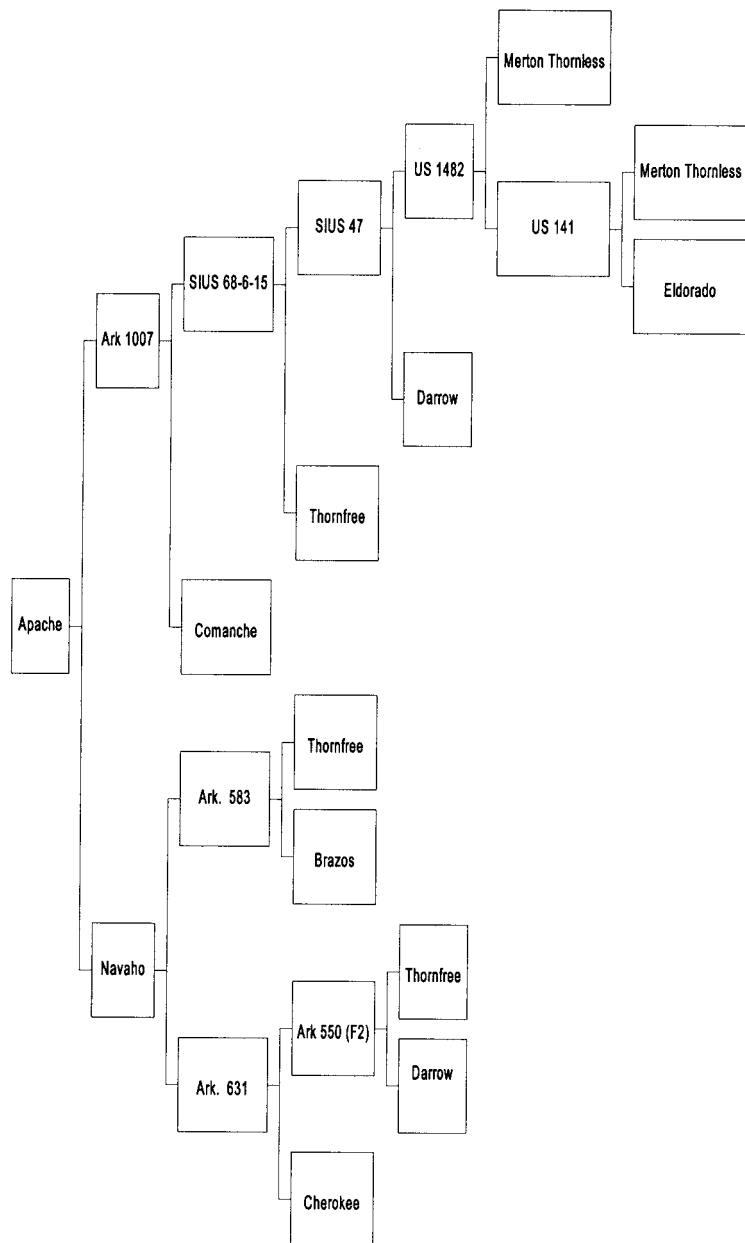 Merton Thornless
US 1482
Merton Thornless
SIUS 47
US 141
SIUS 68-6-15
Eldorado
Ark 1007
Darrow
Thornfree
Apache
Comanche
Thornfree
Ark. 583
Brazos
Navaho
Thornfree
Ark 550 (F2)
Darrow
Ark. 631
Cherokee